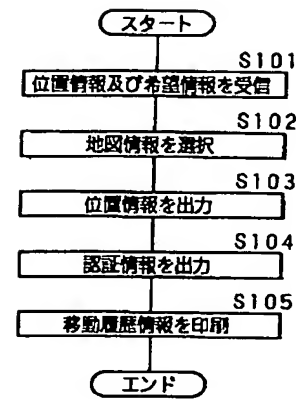 スタート
S101
位置情報及び希望情報を受信
S102
地図情報を選択
S103
位置情報を出力
S104
認証情報を出力
S105
移動履歴情報を印刷
エンド